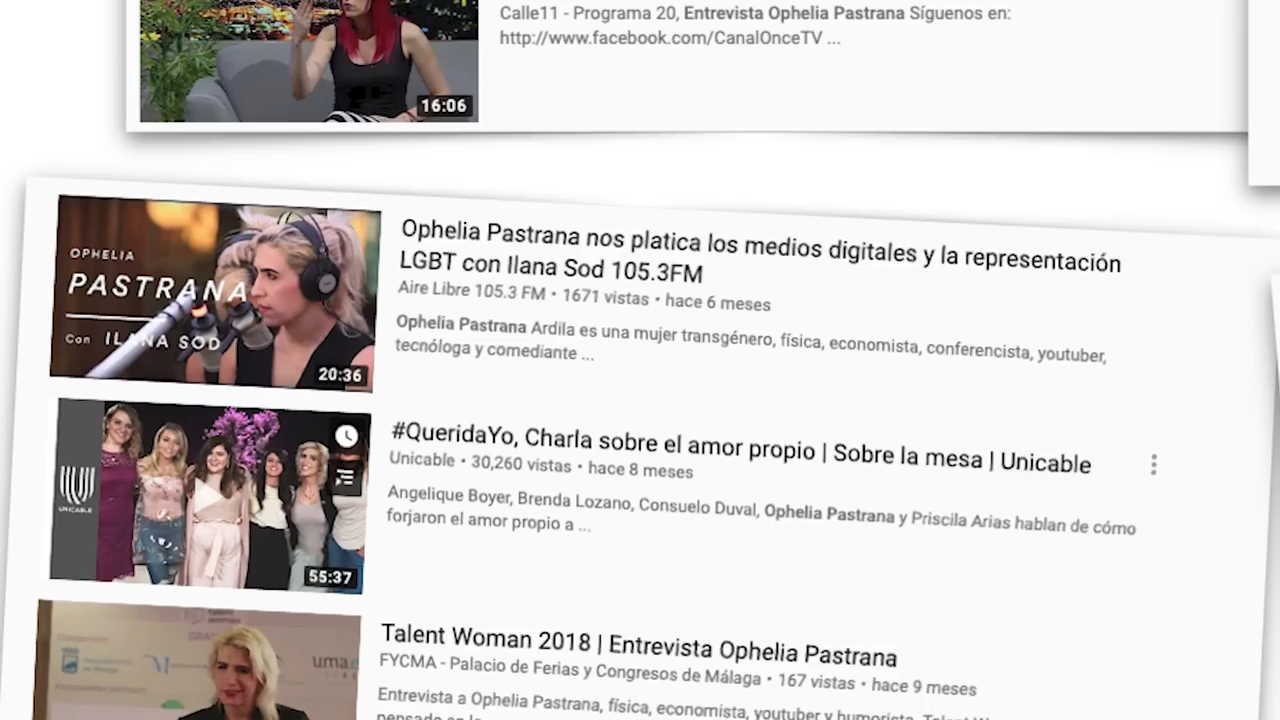 Calle11 - Programa 20, Entrevista Ophelia Pastrana Síguenos en:
http://www.facebook.com/CanalOnceTV ...
16:06
OPHELIA
PASTRANA
Con ILANA SOD
20:36
Ophelia Pastrana nos platica los medios digitales y la representación
LGBT con Ilana Sod 105.3FM
Aire Libre 105.3 FM • 1671 vistas • hace 6 meses
Ophelia Pastrana Ardila es una mujer transgénero, física, economista, conferencista, youtuber,
tecnóloga y comediante ...
UNICABLE
55:37
#QueridaYo, Charla sobre el amor propio | Sobre la mesa | Unicable
Unicable • 30,260 vistas • hace 8 meses
Angelique Boyer, Brenda Lozano, Consuelo Duval, Ophelia Pastrana y Priscila Arias hablan de cómo
forjaron el amor propio a ...
uma
Talent Woman 2018 | Entrevista Ophelia Pastrana
FYCMA - Palacio de Ferias y Congresos de Málaga • 167 vistas • hace 9 meses
Entrevista a Ophelia Pastrana, física, economista, youtuber y humorista. Talent